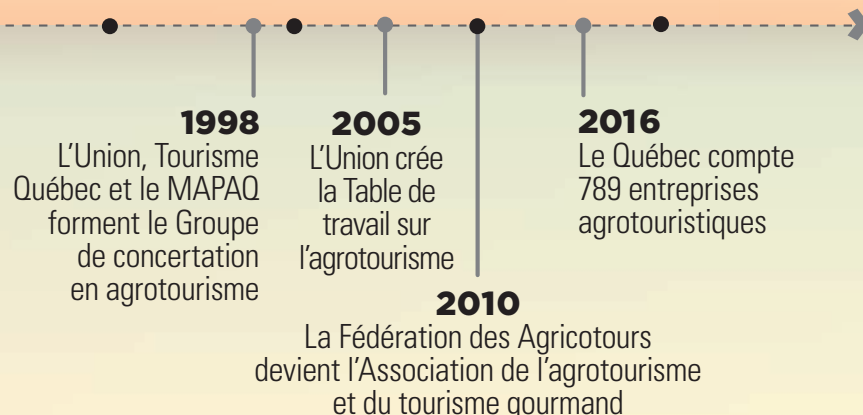 1998
L'Union, Tourisme
Québec et le MAPAQ
forment le Groupe
de concertation
en agrotourisme
2005
L'Union crée
la Table de
travail sur
l'agrotourisme
2010
La Fédération des Agricotours
devient l'Association de l'agrotourisme
et du tourisme gourmand
2016
Le Québec compte
789 entreprises
agrotouristiques